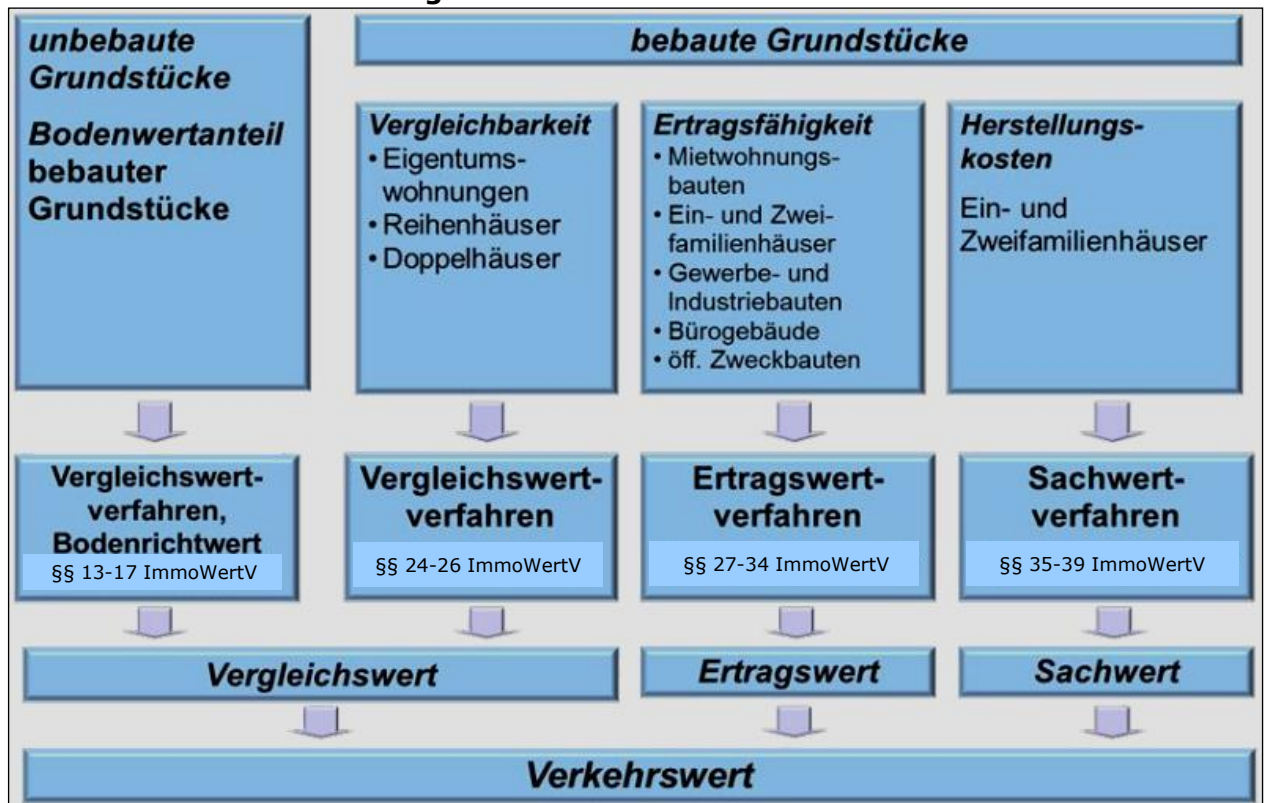 unbebaute
Grundstücke
Bodenwertanteil
bebauter
Grundstücke
bebaute Grundstücke
Vergleichbarkeit
• Eigentums-
wohnungen
• Reihenhäuser
• Doppelhäuser
Ertragsfähigkeit
• Mietwohnungs-
bauten
• Ein- und Zwei-
familienhäuser
• Gewerbe- und
Industriebauten
• Bürogebäude
• öff. Zweckbauten
Herstellungs-
kosten
Ein- und
Zweifamilienhäuser
Vergleichswert-
verfahren,
Bodenrichtwert
§§ 13-17 ImmoWertV
Vergleichswert-
verfahren
§§ 24-26 ImmoWertV
Ertragswert-
verfahren
§§ 27-34 ImmoWertV
Sachwert-
verfahren
§§ 35-39 ImmoWertV
Vergleichswert
Ertragswert
Sachwert
Verkehrswert